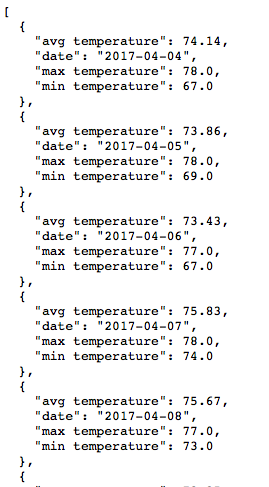 [
  {
    "avg temperature": 74.14,
    "date": "2017-04-04",
    "max temperature": 78.0,
    "min temperature": 67.0
  },
  {
    "avg temperature": 73.86,
    "date": "2017-04-05",
    "max temperature": 78.0,
    "min temperature": 69.0
  },
  {
    "avg temperature": 73.43,
    "date": "2017-04-06",
    "max temperature": 77.0,
    "min temperature": 67.0
  },
  {
    "avg temperature": 75.83,
    "date": "2017-04-07",
    "max temperature": 78.0,
    "min temperature": 74.0
  },
  {
    "avg temperature": 75.67,
    "date": "2017-04-08",
    "max temperature": 77.0,
    "min temperature": 73.0
  },
  {